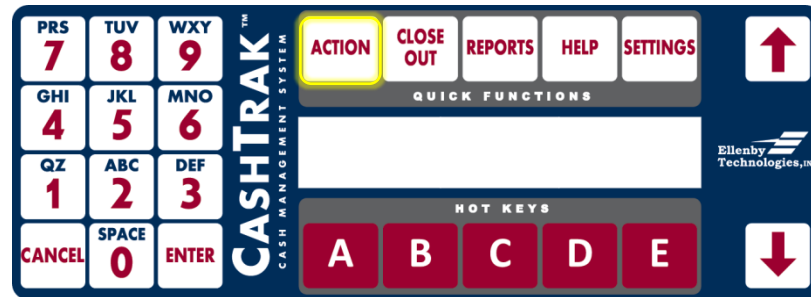 PRS
7
TUV
8
WXY
9
GHI
4
JKL
5
MNO
6
QZ
1
ABC
2
DEF
3
CANCEL
SPACE
0
ENTER
CASHTRAK™
CASH MANAGEMENT SYSTEM
ACTION
CLOSE
OUT
REPORTS
HELP
SETTINGS
QUICK FUNCTIONS
HOT KEYS
A
B
C
D
E
Ellenby
Technologies,